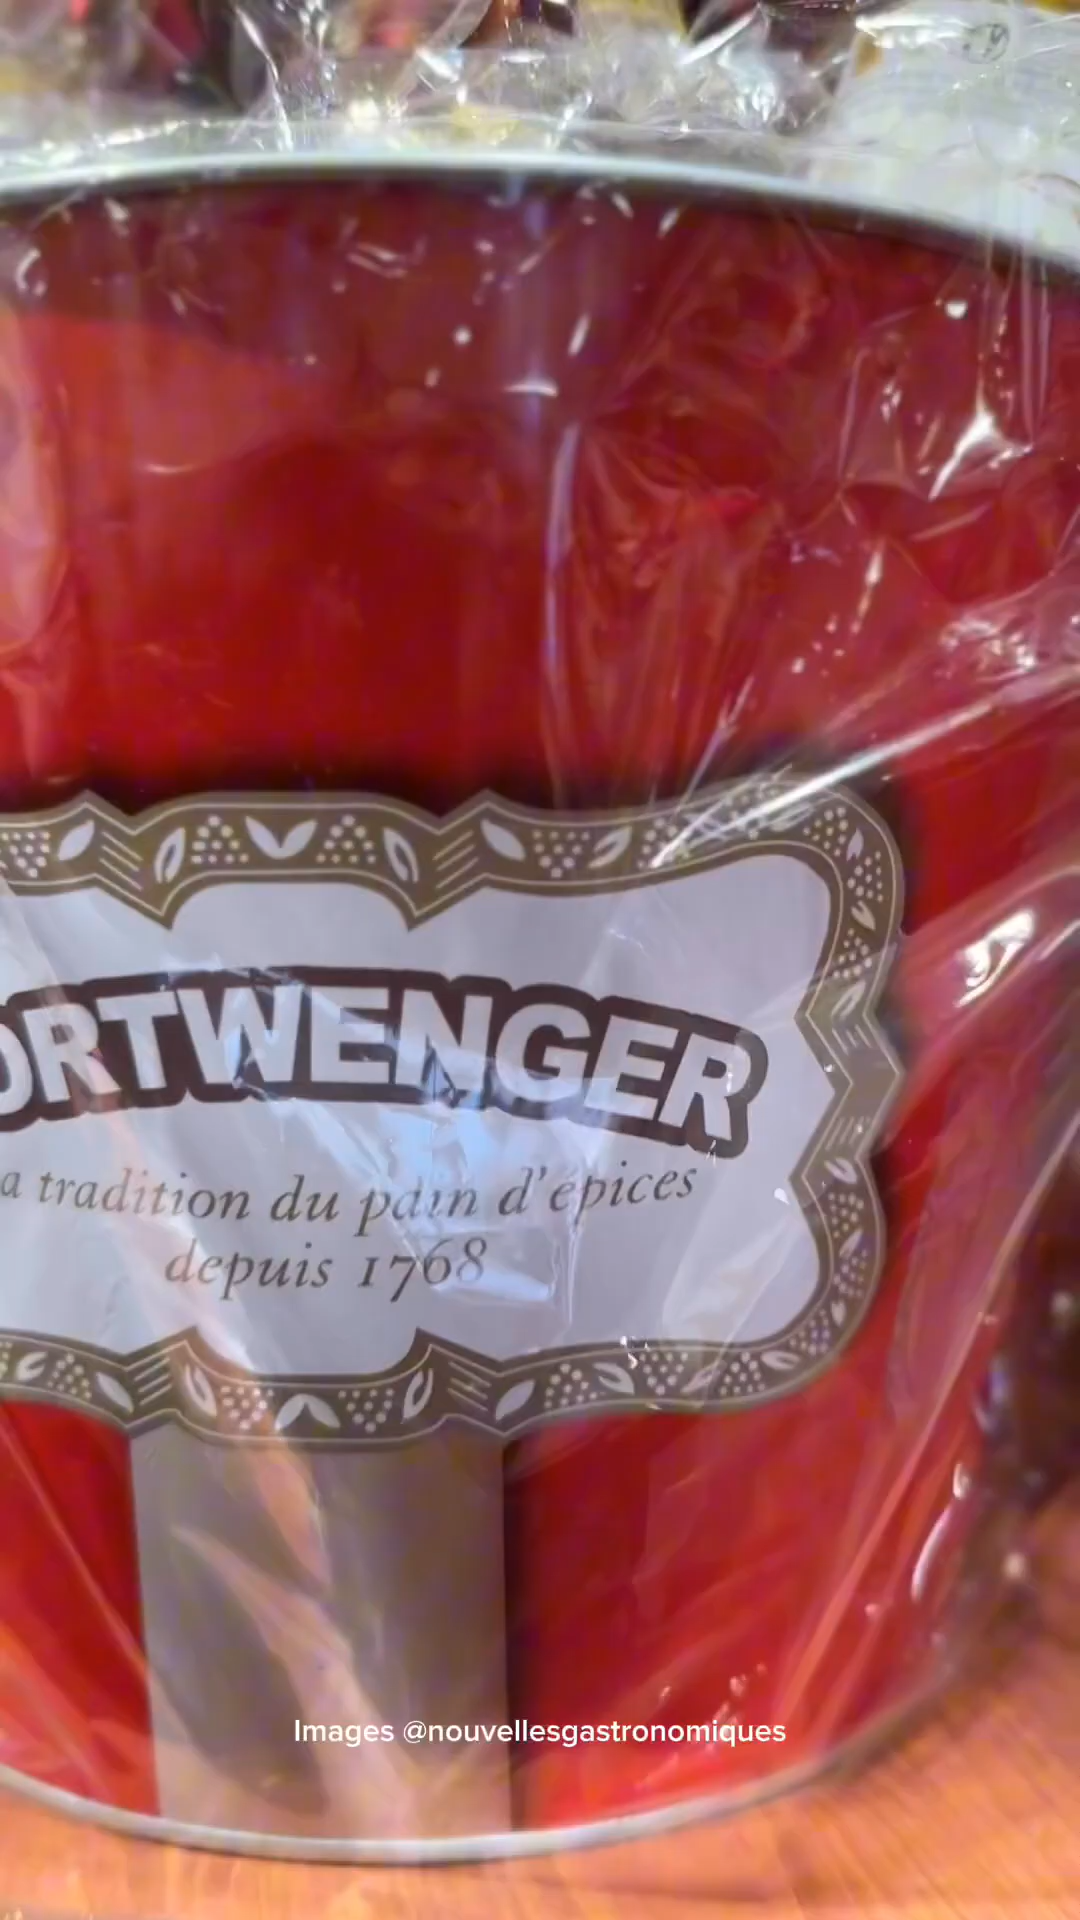 ORTWENGER
a tradition du pain d'épices
depuis 1768
Images @nouvellesgastronomiques